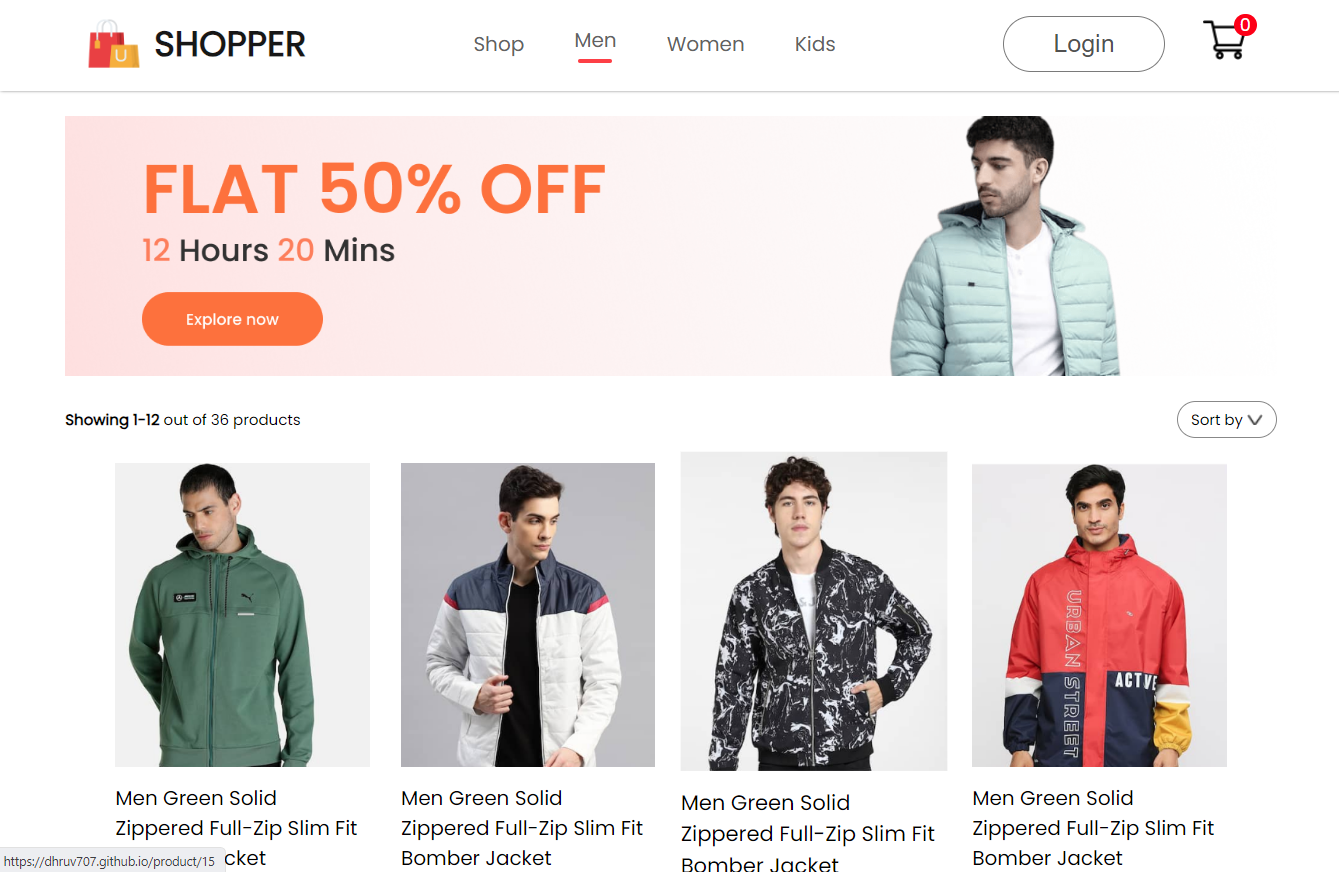 SHOPPER
Shop
Men
Women
Kids
Login
0
U
FLAT 50% OFF
12 Hours 20 Mins
Explore now
Showing 1-12 out of 36 products
Sort by
URBAN STREET
ACTVE
Men Green Solid
Zippered Full-Zip Slim Fit
cket
Men Green Solid
Zippered Full-Zip Slim Fit
Bomber Jacket
Men Green Solid
Zippered Full-Zip Slim Fit
Bomber Jacket
Men Green Solid
Zippered Full-Zip Slim Fit
Bomber Jacket
https://dhruv707.github.io/product/15